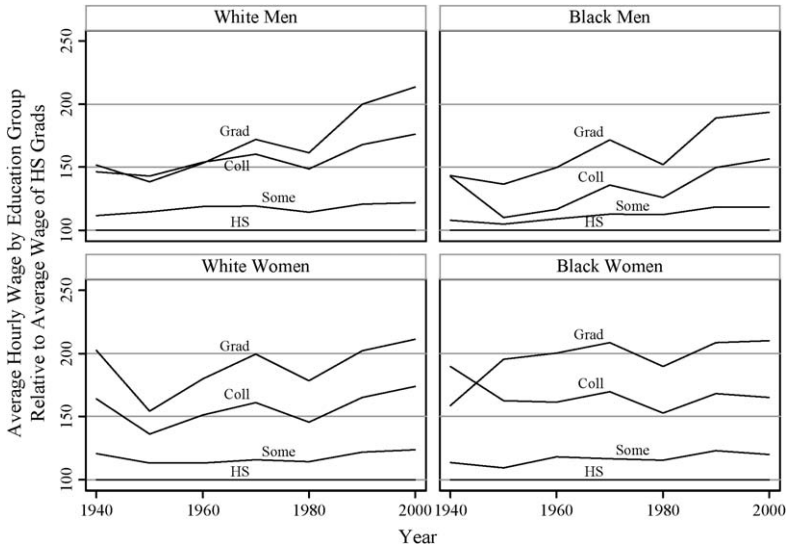 White Men
Black Men
250
200
150
100
Grad
Coll
Some
HS
Grad
Coll
Some
HS
Average Hourly Wage by Education Group
Relative to Average Wage of HS Grads
White Women
Black Women
250
200
150
100
Grad
Coll
Some
HS
Grad
Coll
Some
HS
1940 1960 1980 2000 1940 1960 1980 2000
Year